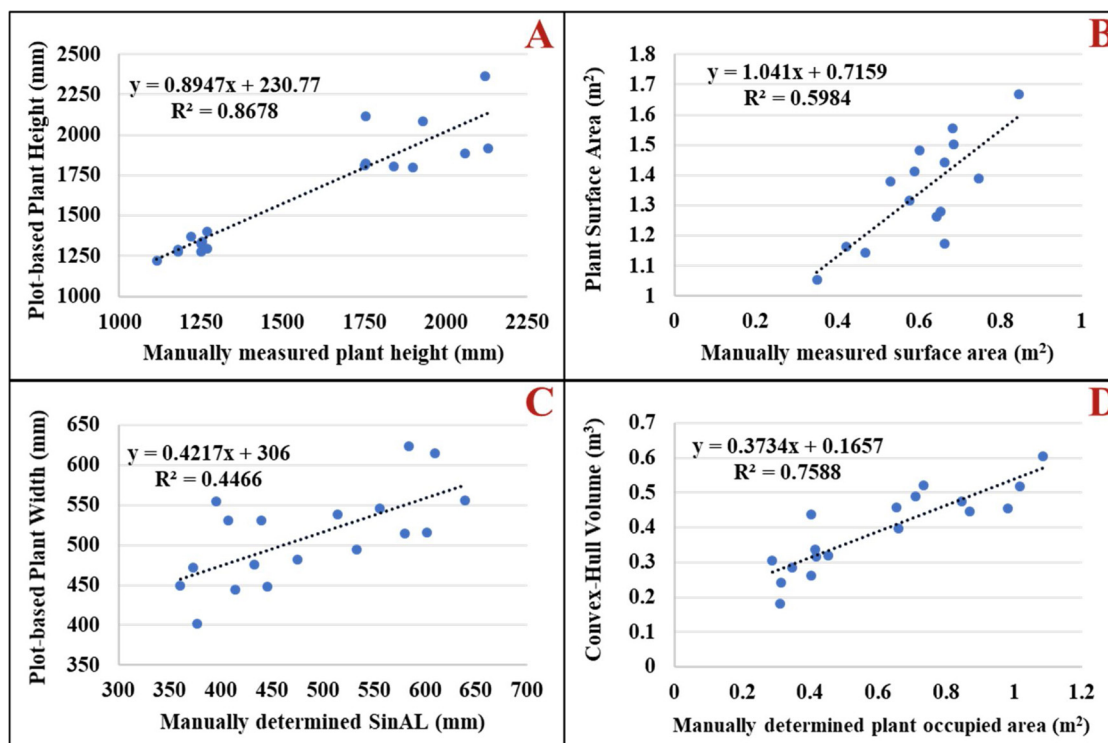 A
Plot-based Plant Height (mm)
2500
2250
2000
1750
1500
1250
1000
y = 0.8947x + 230.77
R² = 0.8678
1000 1250 1500 1750 2000 2250
Manually measured plant height (mm)
B
Plant Surface Area (m²)
1.8
1.7
1.6
1.5
1.4
1.3
1.2
1.1
1
y = 1.041x + 0.7159
R² = 0.5984
0 0.2 0.4 0.6 0.8 1
Manually measured surface area (m²)
C
Plot-based Plant Width (mm)
650
600
550
500
450
400
350
y = 0.4217x + 306
R² = 0.4466
300 350 400 450 500 550 600 650 700
Manually determined SinAL (mm)
D
Convex-Hull Volume (m³)
0.7
0.6
0.5
0.4
0.3
0.2
0.1
0
y = 0.3734x + 0.1657
R² = 0.7588
0 0.2 0.4 0.6 0.8 1 1.2
Manually determined plant occupied area (m²)